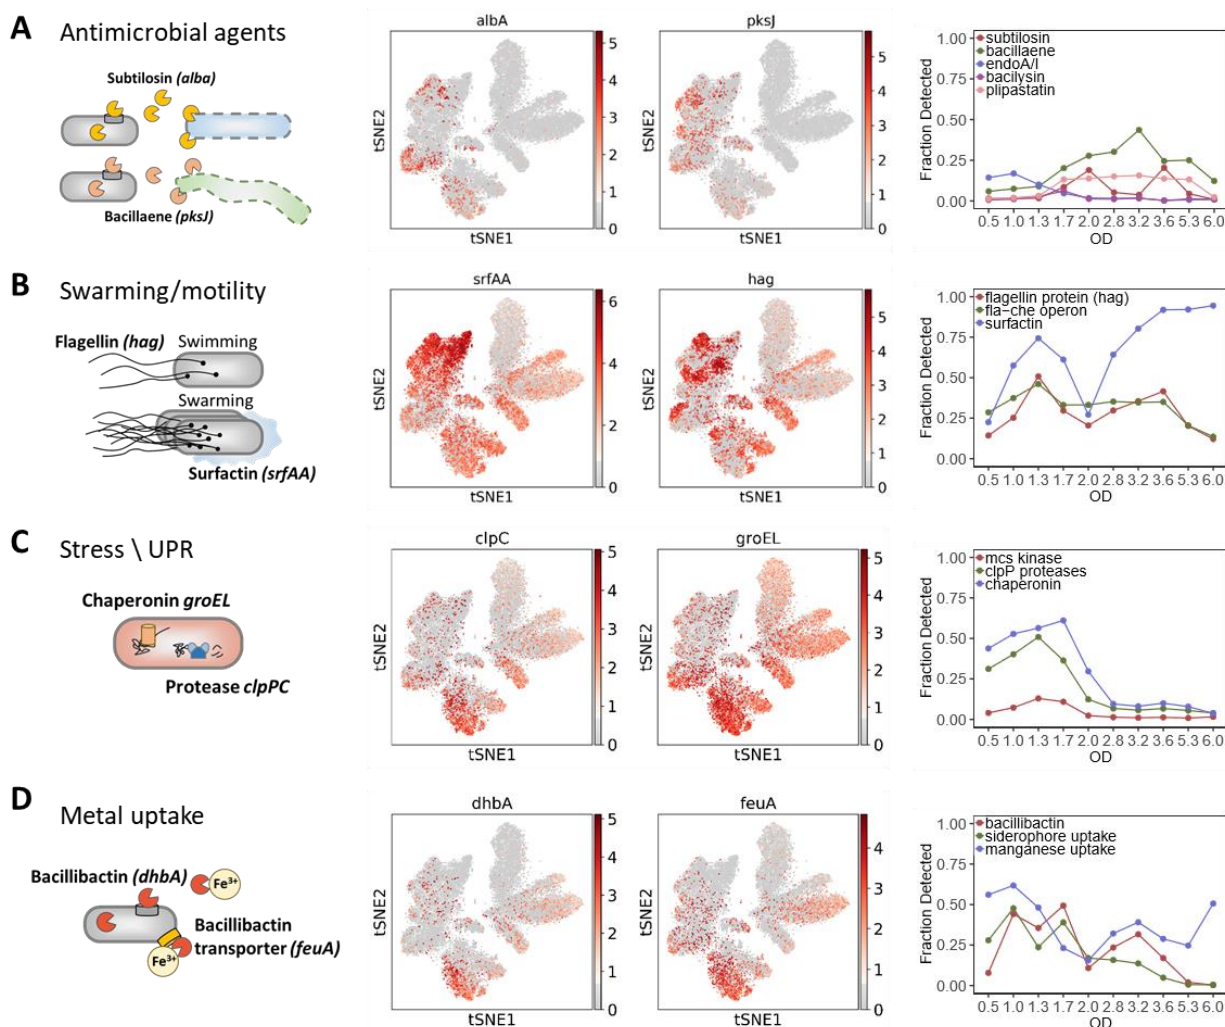 A Antimicrobial agents
Subtilosin (alba)
Bacillaene (pksJ)
albA
tSNE2
tSNE1
5
4
3
2
1
0
pksJ
tSNE2
tSNE1
5
4
3
2
1
0
subtilosin
bacillaene
endoA/I
bacilysin
plipastatin
Fraction Detected
1.00
0.75
0.50
0.25
0.00
0.5 1.0 1.3 1.7 2.0 2.8 3.2 3.6 5.3 6.0
OD
B Swarming/motility
Flagellin (hag) Swimming
Swarming
Surfactin (srfAA)
srfAA
tSNE2
tSNE1
6
4
2
0
hag
tSNE2
tSNE1
5
4
3
2
1
0
flagellin protein (hag)
fla-che operon
surfactin
Fraction Detected
1.00
0.75
0.50
0.25
0.00
0.5 1.0 1.3 1.7 2.0 2.8 3.2 3.6 5.3 6.0
OD
C Stress \ UPR
Chaperonin groEL
Protease clpPC
clpC
tSNE2
tSNE1
5
4
3
2
1
0
groEL
tSNE2
tSNE1
5
4
3
2
1
0
mcs kinase
clpP proteases
chaperonin
Fraction Detected
1.00
0.75
0.50
0.25
0.00
0.5 1.0 1.3 1.7 2.0 2.8 3.2 3.6 5.3 6.0
OD
D Metal uptake
Bacillibactin (dhbA)
Fe3+
Bacillibactin
transporter (feuA)
Fe3+
dhbA
tSNE2
tSNE1
5
4
3
2
1
0
feuA
tSNE2
tSNE1
4
3
2
1
0
bacillibactin
siderophore uptake
manganese uptake
Fraction Detected
1.00
0.75
0.50
0.25
0.00
0.5 1.0 1.3 1.7 2.0 2.8 3.2 3.6 5.3 6.0
OD